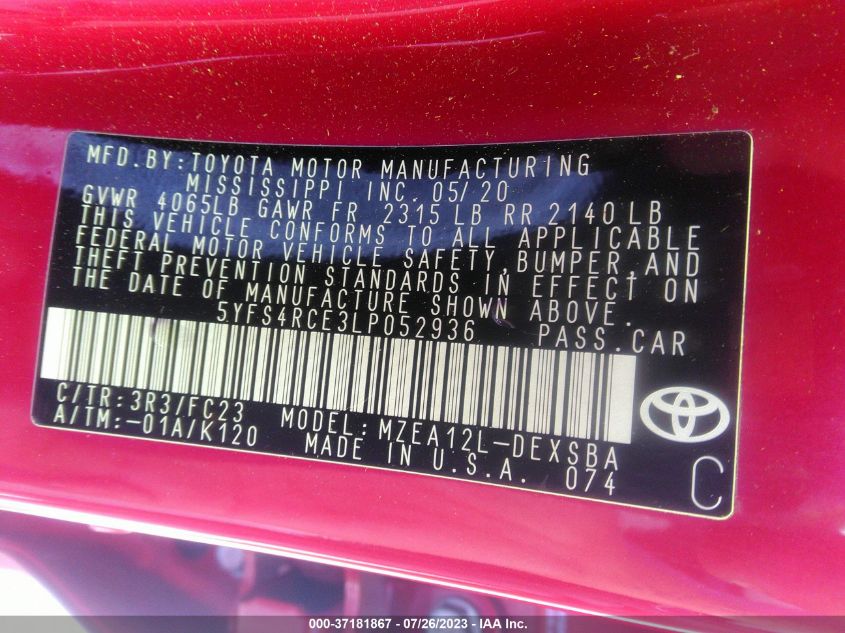 MFD.BY:TOYOTA MOTOR MANUFACTURING
MISSISSIPPI INC. 05/20
GVWR 4065LB GAWR FR 2315LB RR 2140LB
THIS VEHICLE CONFORMS TO ALL APPLICABLE
FEDERAL MOTOR VEHICLE SAFETY,BUMPER,AND
THEFT PREVENTION STANDARDS IN EFFECT ON
THE DATE OF MANUFACTURE SHOWN ABOVE.
5YFS4RCE3LP052936 PASS.CAR
C/TR:3R3/FC23 MODEL:MZEA12L-DEXSBA
A/TM:-01A/K120 MADE IN U.S.A. 074
C
000-37181867 / 07/26/2023 - © IAA Inc.